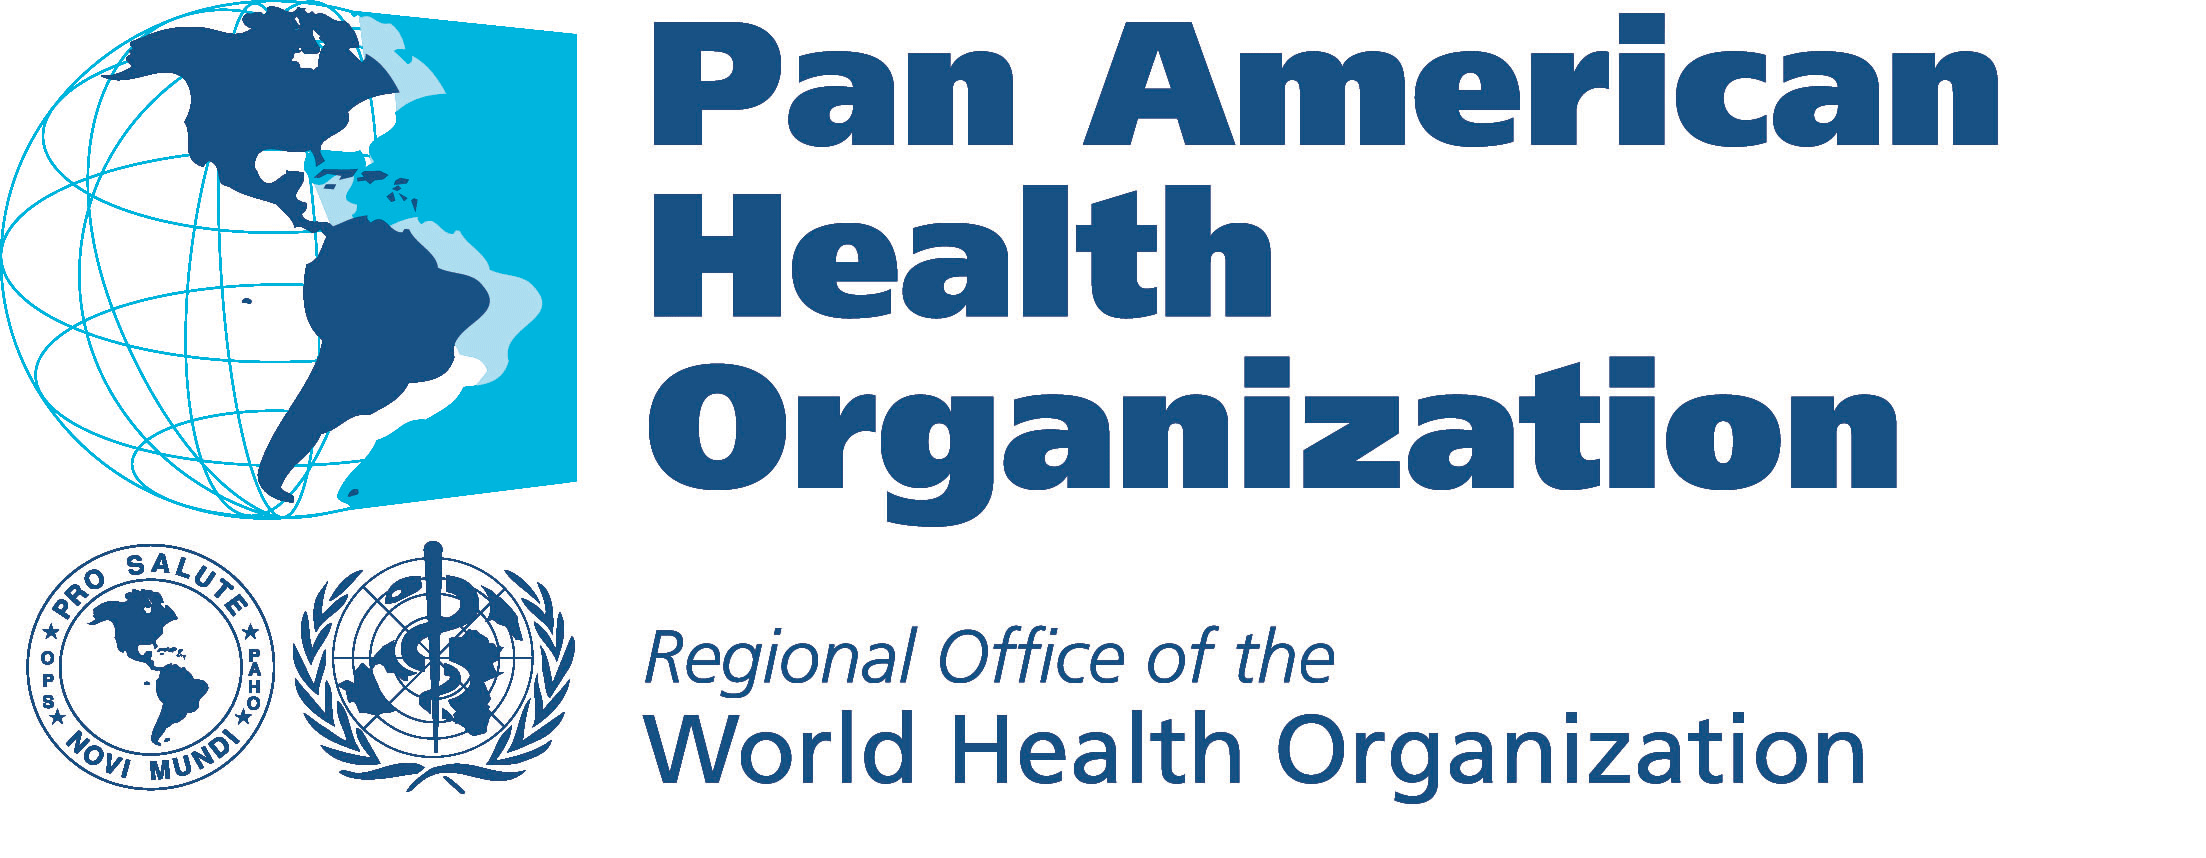 Pan American
Health
Organization
PRO SALUTE
OPS
PAHO
NOVI MUNDI
Regional Office of the
World Health Organization